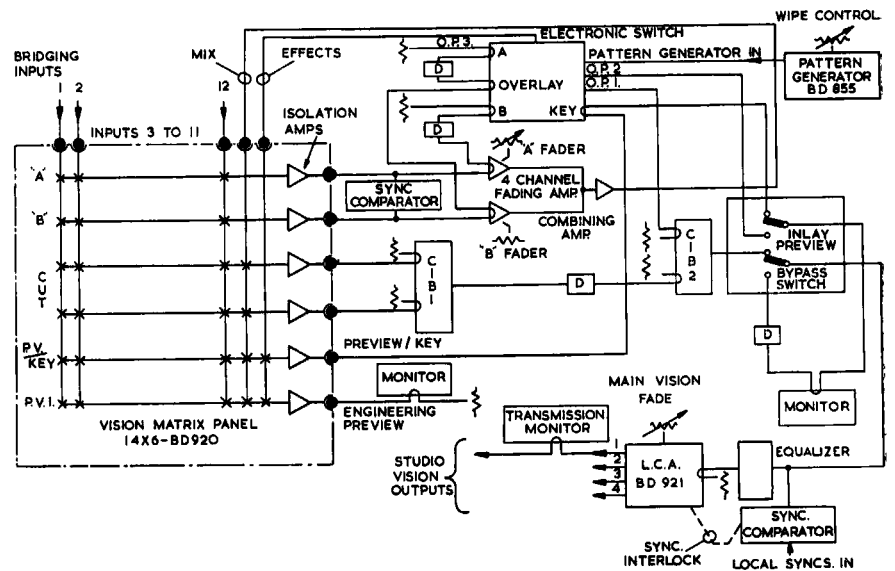 WIPE CONTROL
ELECTRONIC SWITCH
O.P.3.
PATTERN GENERATOR IN
MIX
EFFECTS
A
O.P.2
O.P.1.
PATTERN
GENERATOR
BD 855
BRIDGING
INPUTS
1 2
12
D
OVERLAY
B
KEY
ISOLATION
AMPS
INPUTS 3 TO 11
D
'A' FADER
'A'
SYNC
COMPARATOR
4 CHANNEL
FADING AMP.
'B'
COMBINING
AMP.
'B' FADER
INLAY
PREVIEW
BYPASS
SWITCH
CUT
CIB1
D
CIB2
D
P.V.
KEY
PREVIEW / KEY
P.V.1.
MONITOR
ENGINEERING
PREVIEW
MONITOR
VISION MATRIX PANEL
14X6-BD920
MAIN VISION
FADE
TRANSMISSION
MONITOR
STUDIO
VISION
OUTPUTS
1
2
3
4
L.C.A.
BD 921
EQUALIZER
SYNC.
COMPARATOR
SYNC.
INTERLOCK
LOCAL SYNCS. IN